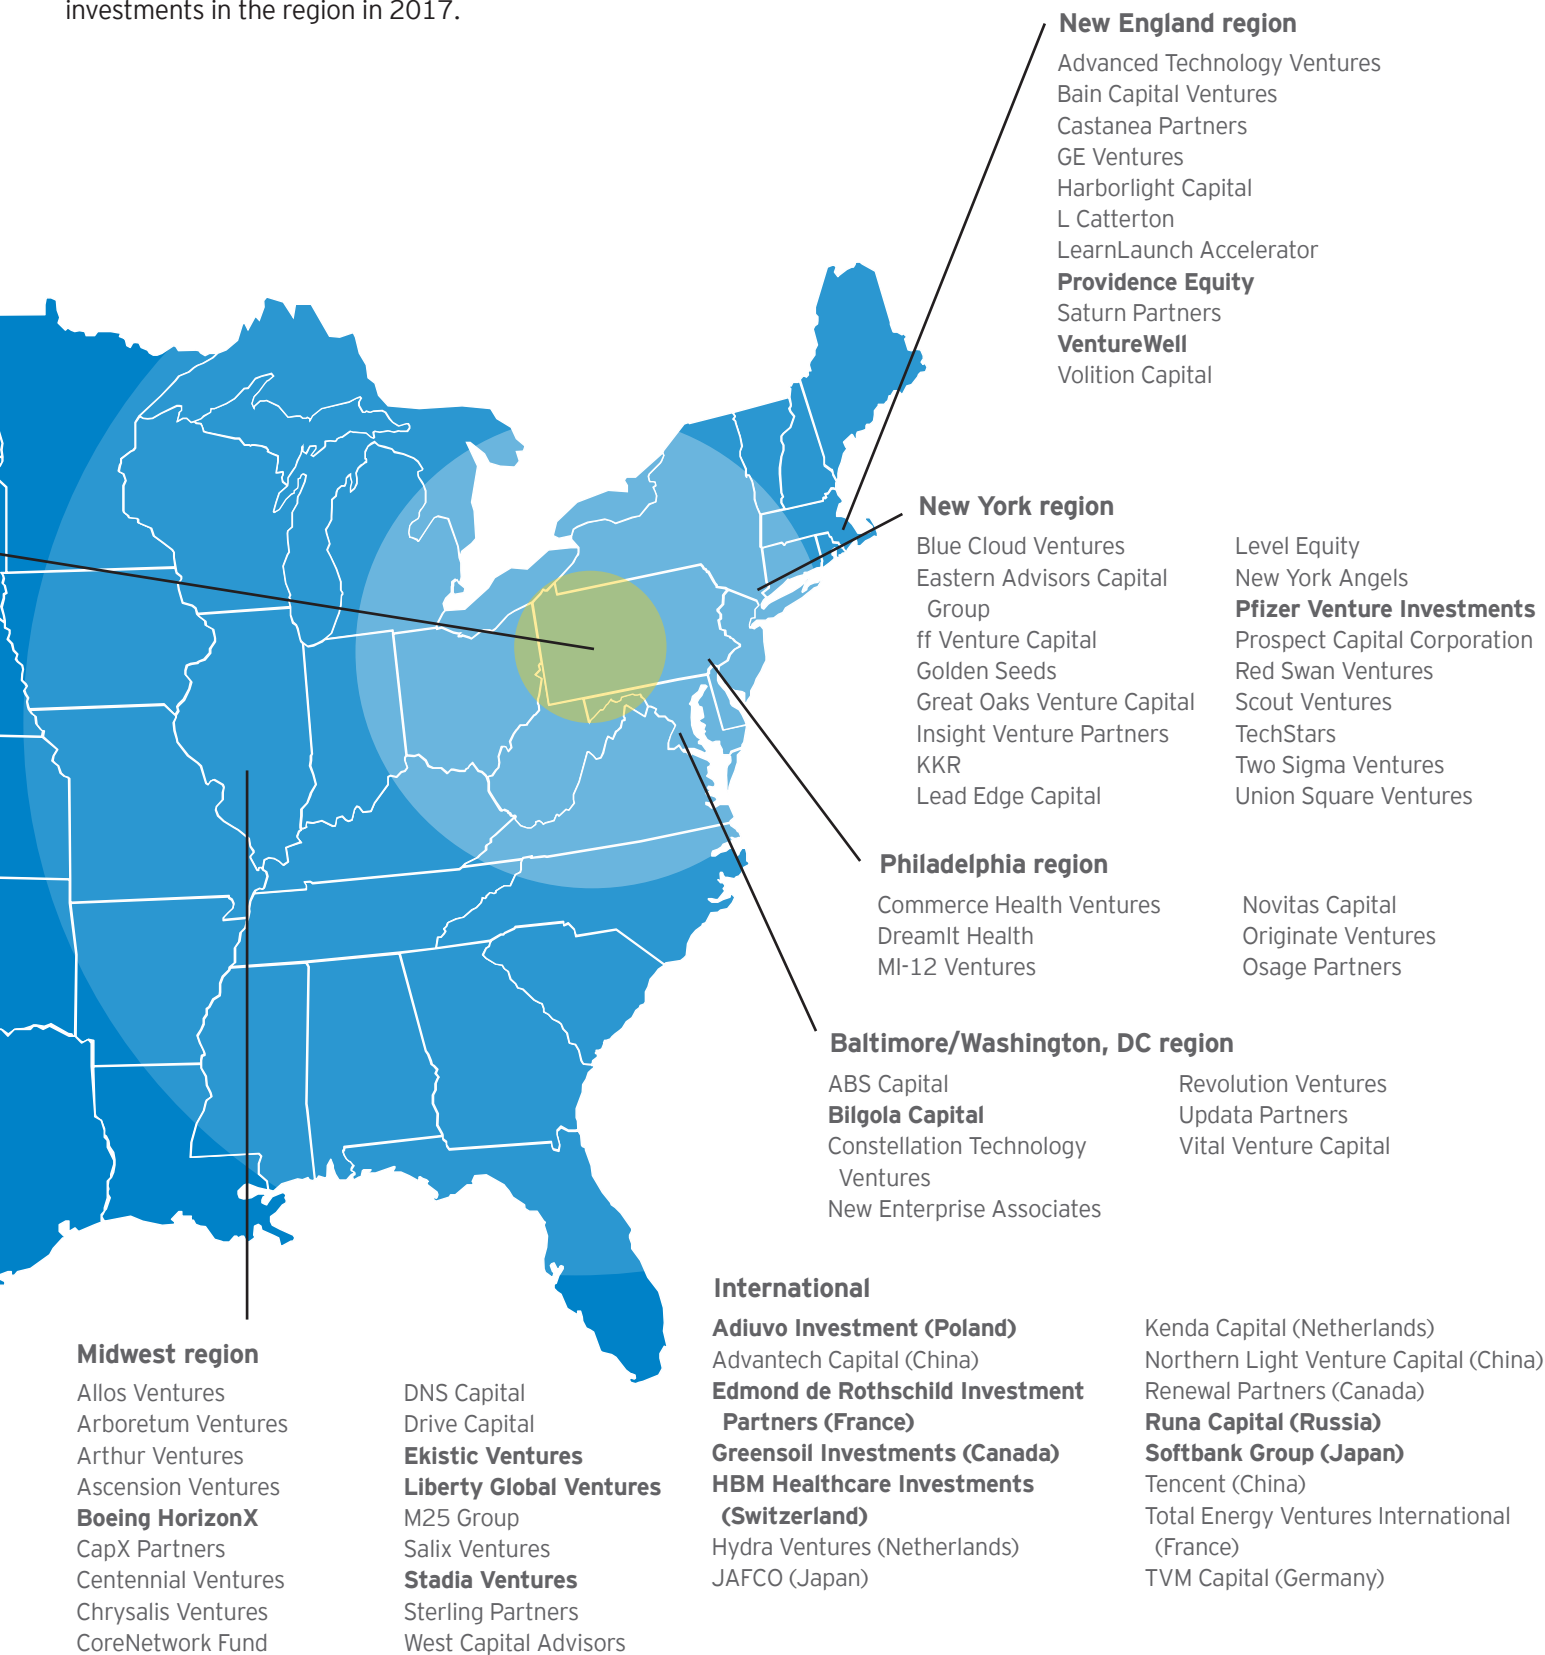 investments in the region in 2017.
New England region
Advanced Technology Ventures
Bain Capital Ventures
Castanea Partners
GE Ventures
Harborlight Capital
L Catterton
LearnLaunch Accelerator
Providence Equity
Saturn Partners
VentureWell
Volition Capital
New York region
Blue Cloud Ventures
Eastern Advisors Capital
Group
ff Venture Capital
Golden Seeds
Great Oaks Venture Capital
Insight Venture Partners
KKR
Lead Edge Capital
Level Equity
New York Angels
Pfizer Venture Investments
Prospect Capital Corporation
Red Swan Ventures
Scout Ventures
TechStars
Two Sigma Ventures
Union Square Ventures
Philadelphia region
Commerce Health Ventures
DreamIt Health
MI-12 Ventures
Novitas Capital
Originate Ventures
Osage Partners
Baltimore/Washington, DC region
ABS Capital
Bilgola Capital
Constellation Technology
Ventures
New Enterprise Associates
Revolution Ventures
Updata Partners
Vital Venture Capital
International
Adiuvo Investment (Poland)
Advantech Capital (China)
Edmond de Rothschild Investment
Partners (France)
Greensoil Investments (Canada)
HBM Healthcare Investments
(Switzerland)
Hydra Ventures (Netherlands)
JAFCO (Japan)
Kenda Capital (Netherlands)
Northern Light Venture Capital (China)
Renewal Partners (Canada)
Runa Capital (Russia)
Softbank Group (Japan)
Tencent (China)
Total Energy Ventures International
(France)
TVM Capital (Germany)
Midwest region
Allos Ventures
Arboretum Ventures
Arthur Ventures
Ascension Ventures
Boeing HorizonX
CapX Partners
Centennial Ventures
Chrysalis Ventures
CoreNetwork Fund
DNS Capital
Drive Capital
Ekistic Ventures
Liberty Global Ventures
M25 Group
Salix Ventures
Stadia Ventures
Sterling Partners
West Capital Advisors